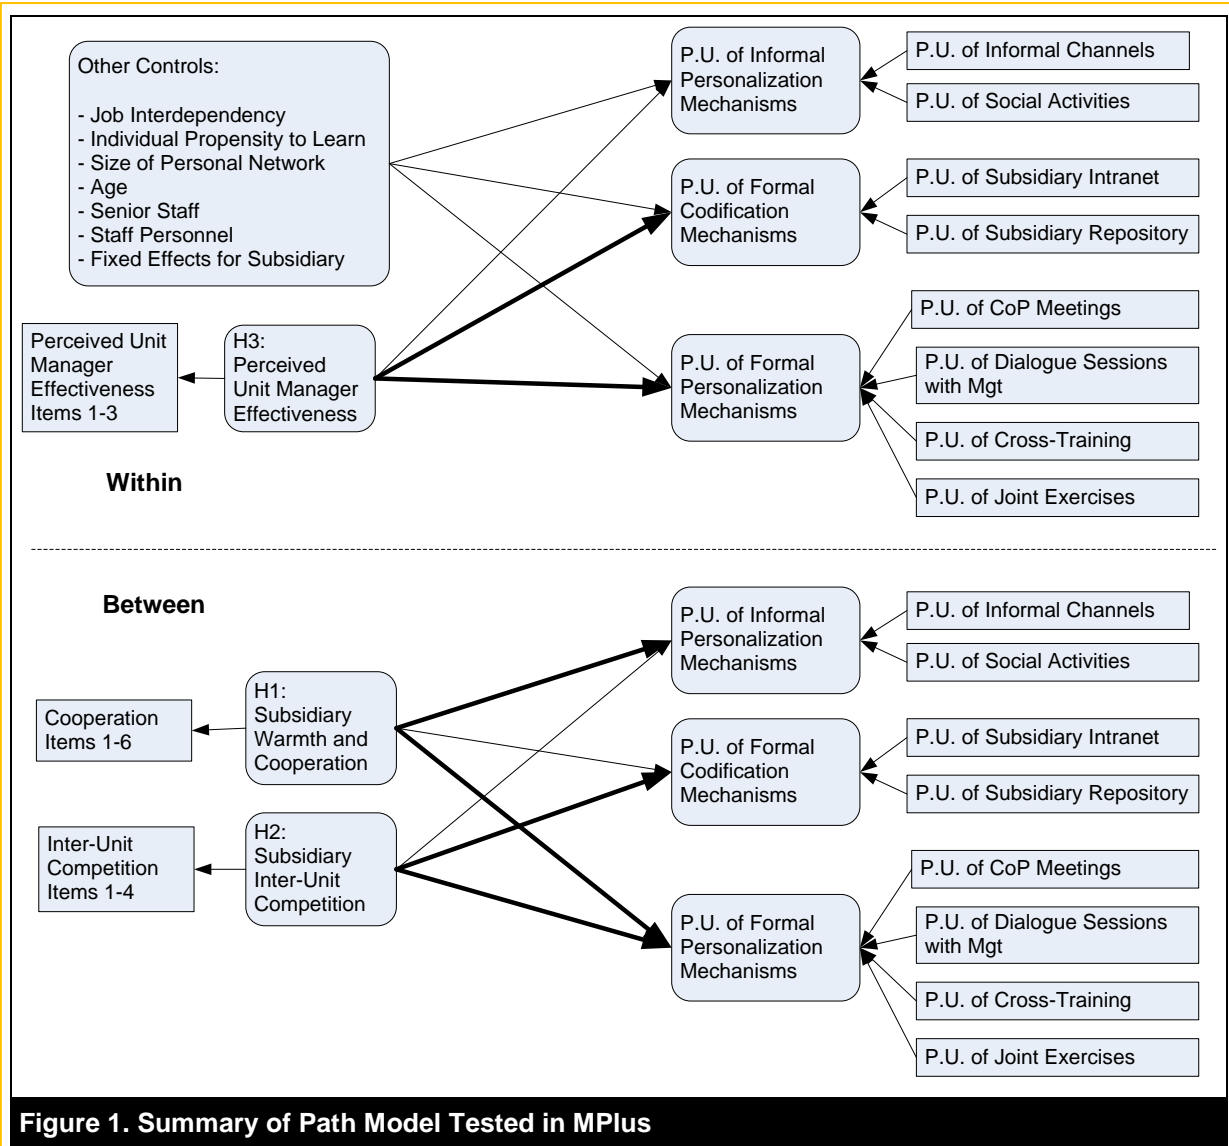 Other Controls:
- Job Interdependency
- Individual Propensity to Learn
- Size of Personal Network
- Age
- Senior Staff
- Staff Personnel
- Fixed Effects for Subsidiary
Perceived Unit
Manager
Effectiveness
Items 1-3
H3:
Perceived
Unit Manager
Effectiveness
P.U. of Informal
Personalization
Mechanisms
P.U. of Formal
Codification
Mechanisms
P.U. of Formal
Personalization
Mechanisms
P.U. of Informal Channels
P.U. of Social Activities
P.U. of Subsidiary Intranet
P.U. of Subsidiary Repository
P.U. of CoP Meetings
P.U. of Dialogue Sessions
with Mgt
P.U. of Cross-Training
P.U. of Joint Exercises
Within
Between
Cooperation
Items 1-6
H1:
Subsidiary
Warmth and
Cooperation
Inter-Unit
Competition
Items 1-4
H2:
Subsidiary
Inter-Unit
Competition
P.U. of Informal
Personalization
Mechanisms
P.U. of Formal
Codification
Mechanisms
P.U. of Formal
Personalization
Mechanisms
P.U. of Informal Channels
P.U. of Social Activities
P.U. of Subsidiary Intranet
P.U. of Subsidiary Repository
P.U. of CoP Meetings
P.U. of Dialogue Sessions
with Mgt
P.U. of Cross-Training
P.U. of Joint Exercises
Figure 1. Summary of Path Model Tested in MPlus